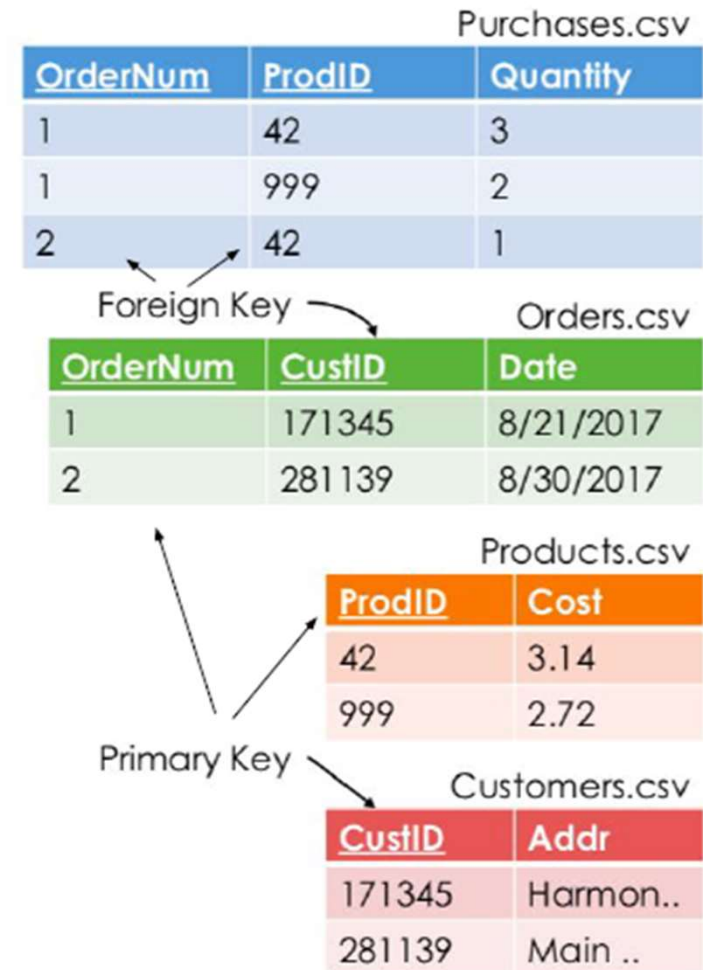 Purchases.csv
OrderNum ProdID Quantity
1 42 3
1 999 2
2 42 1
Foreign Key
Orders.csv
OrderNum CustID Date
1 171345 8/21/2017
2 281139 8/30/2017
Products.csv
ProdID Cost
42 3.14
999 2.72
Primary Key
Customers.csv
CustID Addr
171345 Harmon..
281139 Main ..